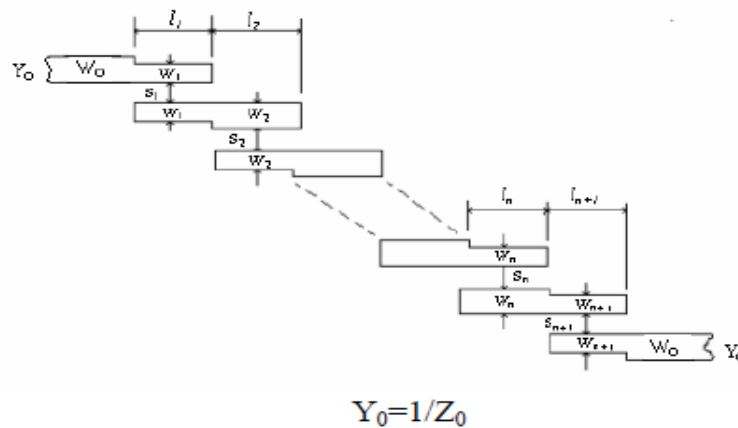 l₁ l₂
Y₀ W₀ w₁
s₁
w₁ w₂
s₂
w₂
lₙ lₙ₊₁
wₙ
sₙ
wₙ wₙ₊₁
sₙ₊₁
wₙ₊₁ W₀ Y₀
Y₀=1/Z₀